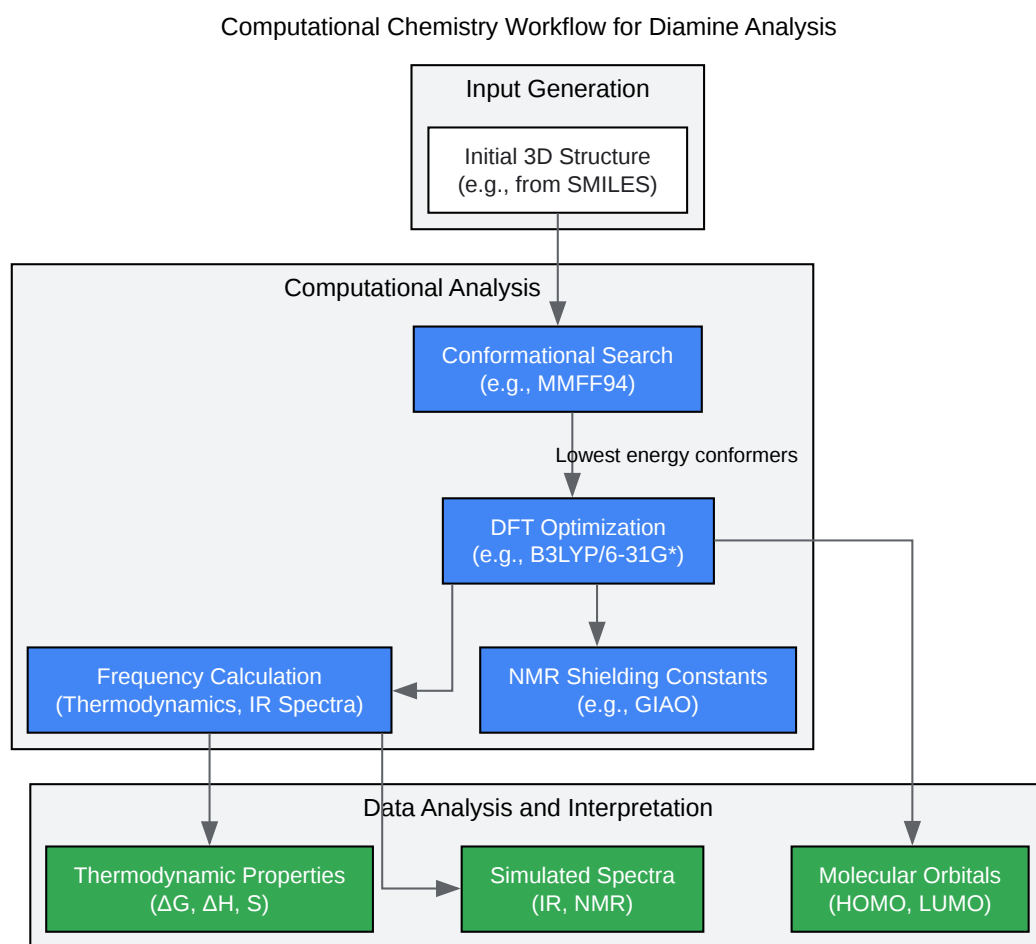 Computational Chemistry Workflow for Diamine Analysis
Input Generation
Initial 3D Structure
(e.g., from SMILES)
Computational Analysis
Conformational Search
(e.g., MMFF94)
Lowest energy conformers
DFT Optimization
(e.g., B3LYP/6-31G*)
Frequency Calculation
(Thermodynamics, IR Spectra)
NMR Shielding Constants
(e.g., GIAO)
Data Analysis and Interpretation
Thermodynamic Properties
(ΔG, ΔH, S)
Simulated Spectra
(IR, NMR)
Molecular Orbitals
(HOMO, LUMO)